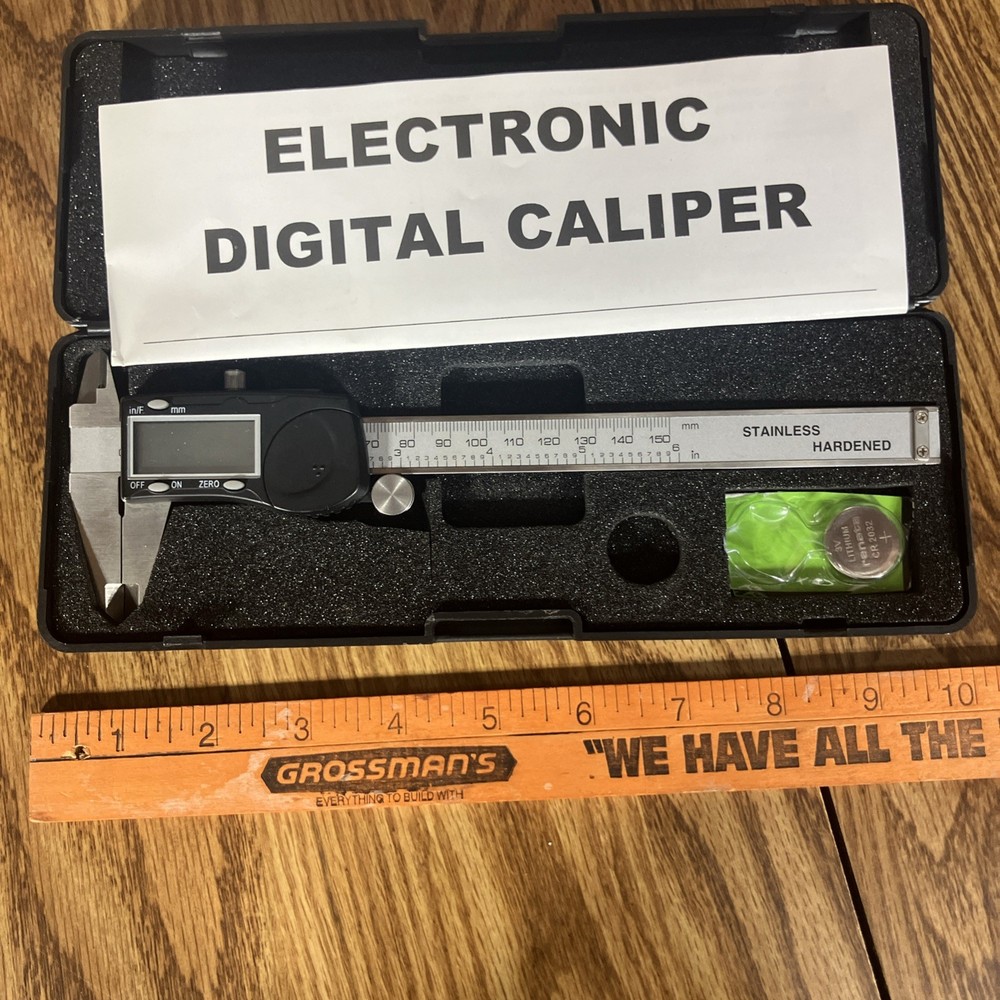 ELECTRONIC
DIGITAL CALIPER
in/F mm
OFF ON ZERO
70 80 90 100 110 120 130 140 150 mm
3 4 5 6 in
STAINLESS
HARDENED
3V
LITHIUM
renata
CR 2032
+
1 2 3 4 5 6 7 8 9 10
GROSSMAN'S
EVERYTHING TO BUILD WITH
"WE HAVE ALL THE